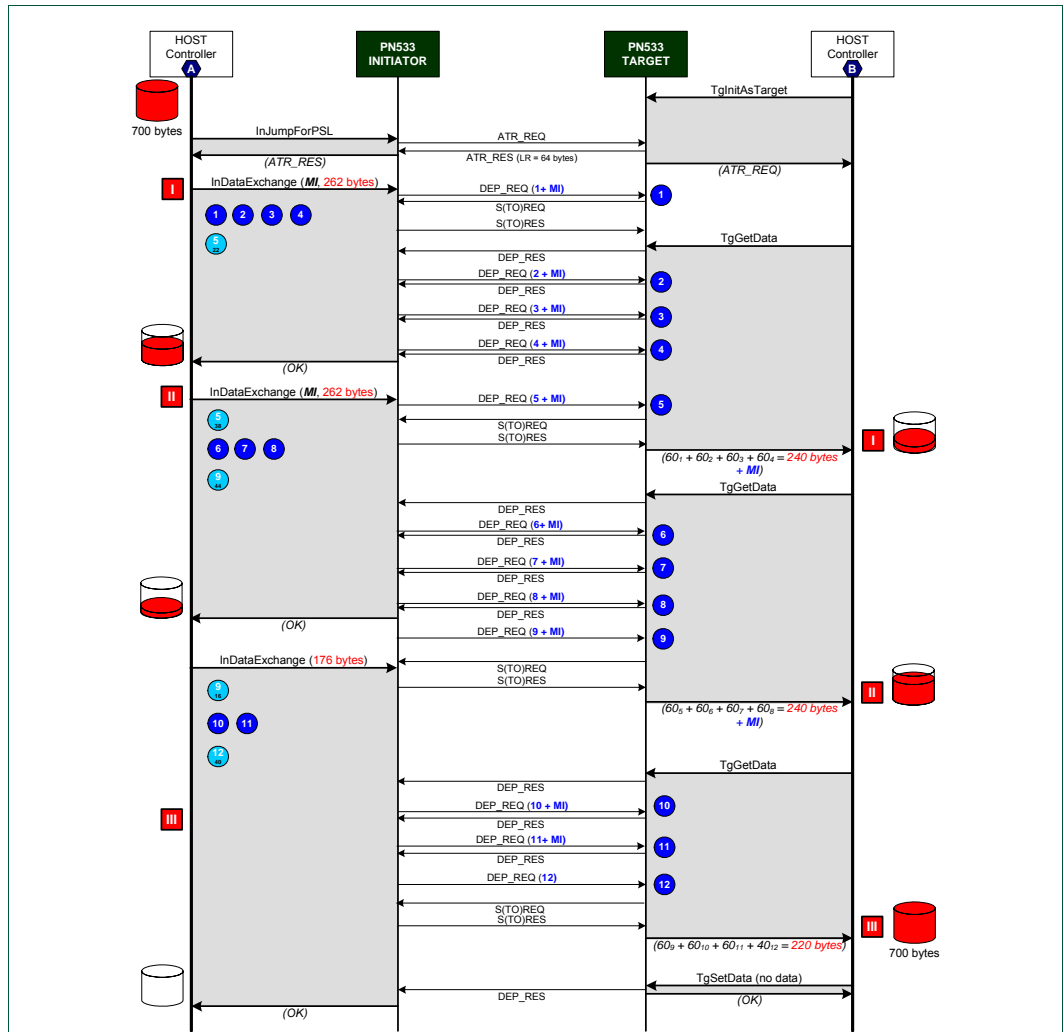 HOST
Controller
A
PN533
INITIATOR
PN533
TARGET
HOST
Controller
B
TgInitAsTarget
700 bytes
InJumpForPSL
ATR_REQ
(ATR_RES)
ATR_RES (LR = 64 bytes)
(ATR_REQ)
I
InDataExchange (MI, 262 bytes)
DEP_REQ (1+ MI)
1
S(TO)REQ
1 2 3 4
S(TO)RES
5
22
TgGetData
DEP_RES
DEP_REQ (2 + MI)
2
DEP_RES
DEP_REQ (3 + MI)
3
DEP_RES
DEP_REQ (4 + MI)
4
DEP_RES
(OK)
II
InDataExchange (MI, 262 bytes)
DEP_REQ (5 + MI)
5
5
38
S(TO)REQ
S(TO)RES
I
6 7 8
(60₁ + 60₂ + 60₃ + 60₄ = 240 bytes
+ MI)
9
44
TgGetData
DEP_RES
DEP_REQ (6+ MI)
6
DEP_RES
DEP_REQ (7 + MI)
7
DEP_RES
DEP_REQ (8 + MI)
8
DEP_RES
(OK)
DEP_REQ (9 + MI)
9
InDataExchange (176 bytes)
S(TO)REQ
9
16
S(TO)RES
II
(60₅ + 60₆ + 60₇ + 60₈ = 240 bytes
+ MI)
10 11
12
40
TgGetData
DEP_RES
DEP_REQ (10 + MI)
10
III
DEP_RES
DEP_REQ (11+ MI)
11
DEP_RES
DEP_REQ (12)
12
S(TO)REQ
S(TO)RES
III
(60₉ + 60₁₀ + 60₁₁ + 40₁₂ = 220 bytes)
700 bytes
TgSetData (no data)
DEP_RES
(OK)
(OK)